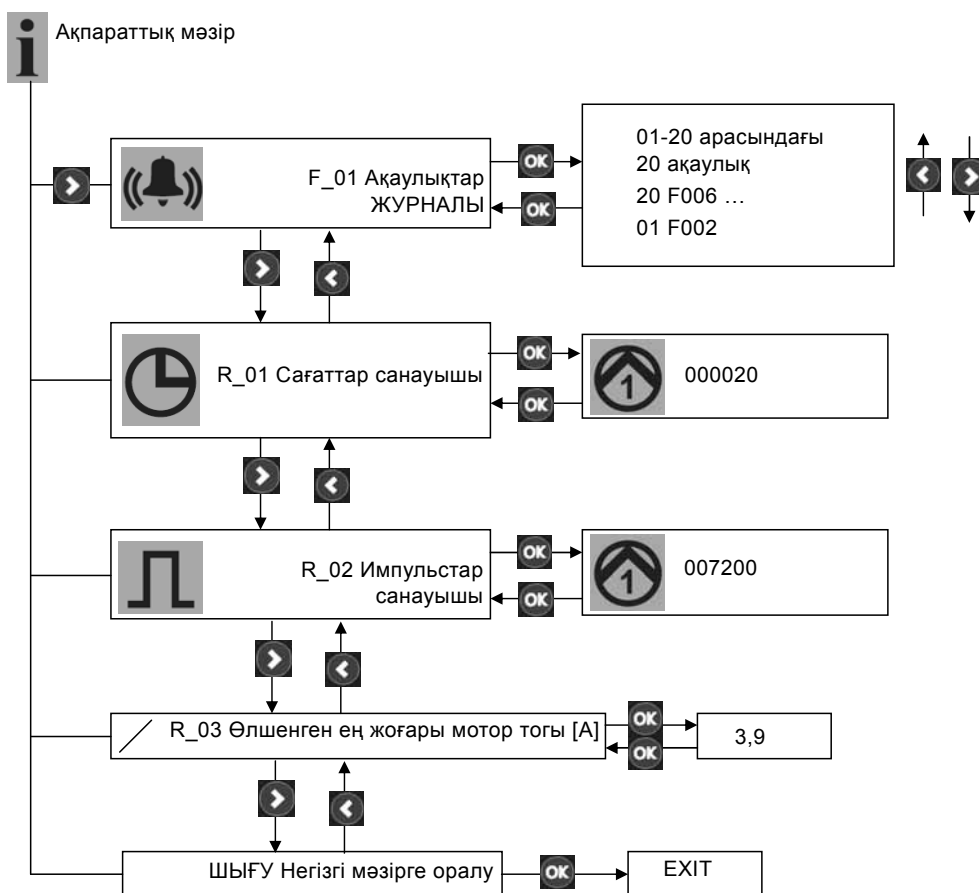 Ақпараттық мәзір
F_01 Ақаулықтар
ЖУРНАЛЫ
OK
OK
01-20 арасындағы
20 ақаулық
20 F006 …
01 F002
R_01 Сағаттар санауышы
OK
OK
1
000020
R_02 Импульстар
санауышы
OK
OK
1
007200
R_03 Өлшенген ең жоғары мотор тогы [A]
OK
OK
3,9
ШЫҒУ Негізгі мәзірге оралу
OK
EXIT